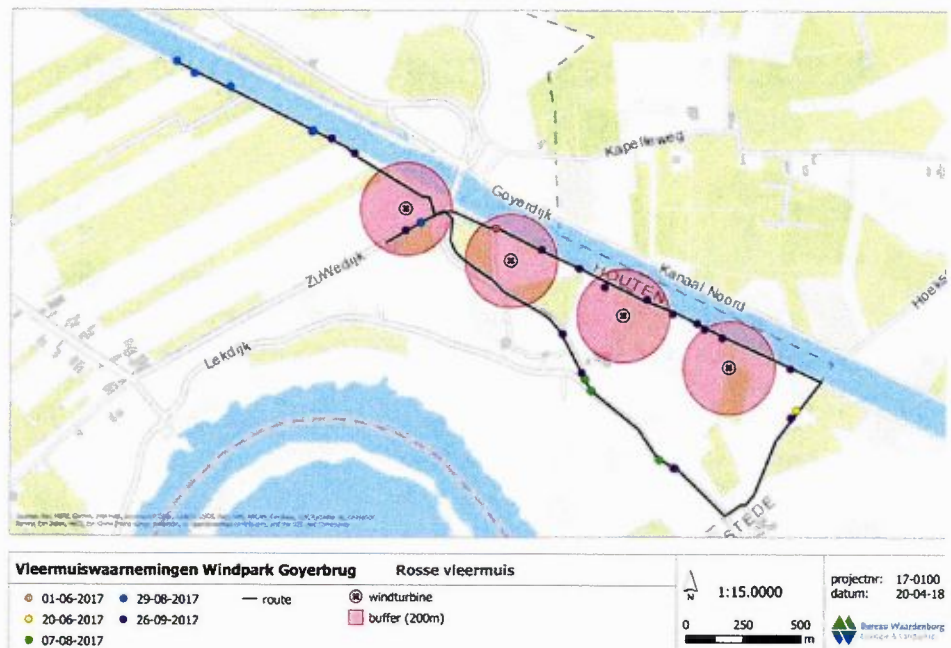 Kapelleweg
Goyerdijk
Kanaal Noord
HOUTEN
Zuwedijk
Lekdijk
STEDE
Vleermuiswaarnemingen Windpark Goyerbrug Rosse vleermuis
01-06-2017 29-08-2017 route windturbine
20-06-2017 26-09-2017 buffer (200m)
07-08-2017
N
1:15.0000
0 250 500
m
projectnr: 17-0100
datum: 20-04-18
Bureau Waardenburg